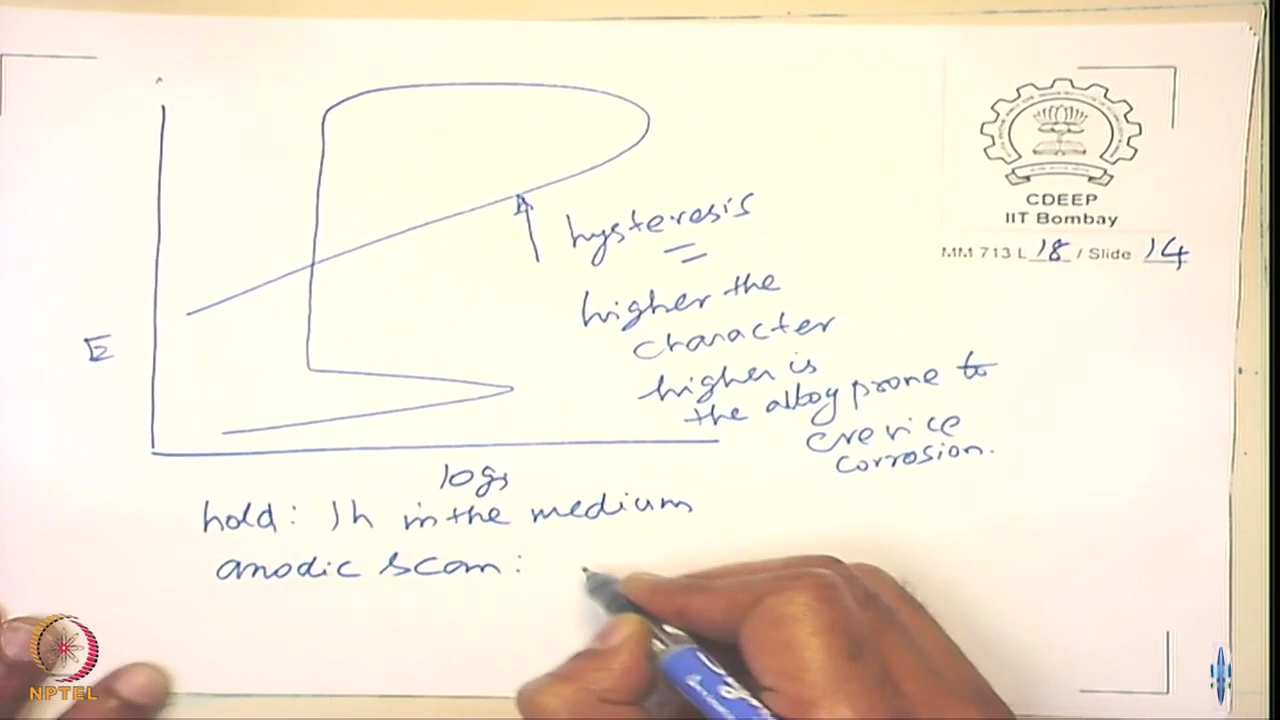 CDEEP
IIT Bombay
MM 713 L 18 / Slide 14
hysteresis
higher the
character
higher is
the alloy prone to
crevice
corrosion.
E
log i
hold: 1h in the medium
anodic scan:
NPTEL